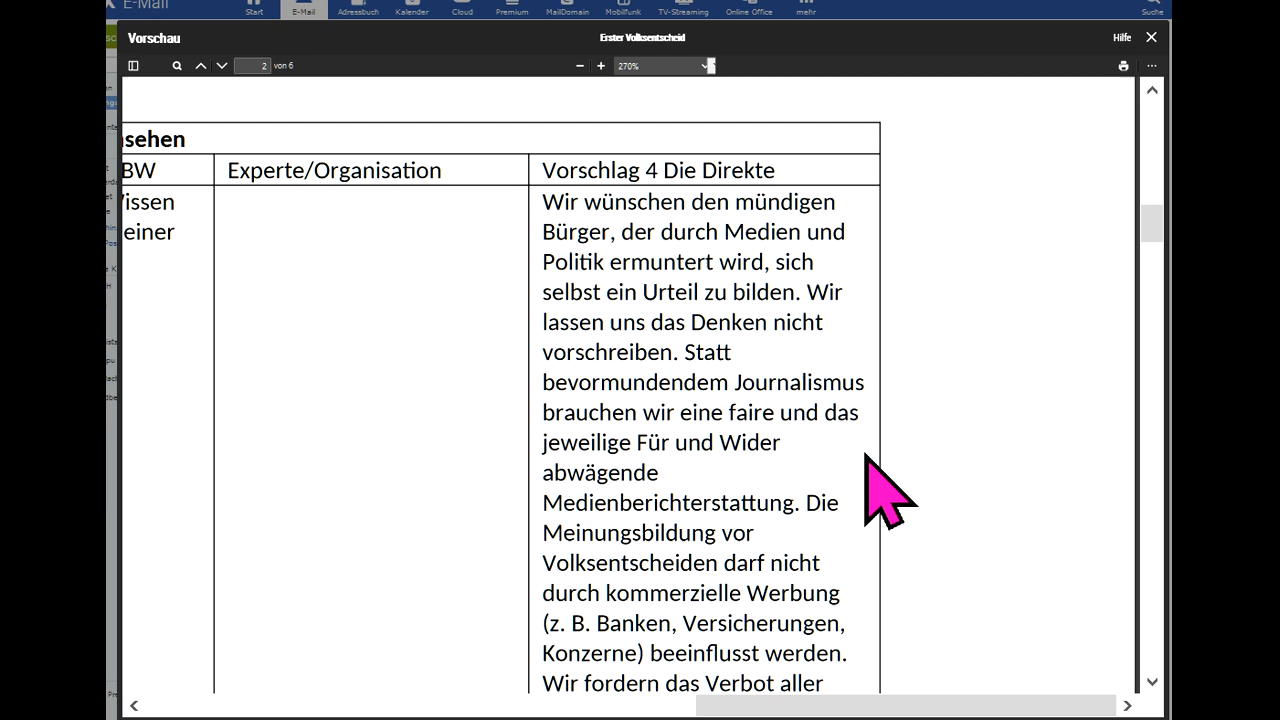 E-Mail
Start E-Mail Adressbuch Kalender Cloud Premium MailDomain Mobilfunk TV-Streaming Online Office mehr Suche
Vorschau Erster Volksentscheid Hilfe
2 von 6 270%
sehen
BW Experte/Organisation Vorschlag 4 Die Direkte
issen
einer
Wir wünschen den mündigen
Bürger, der durch Medien und
Politik ermuntert wird, sich
selbst ein Urteil zu bilden. Wir
lassen uns das Denken nicht
vorschreiben. Statt
bevormundendem Journalismus
brauchen wir eine faire und das
jeweilige Für und Wider
abwägende
Medienberichterstattung. Die
Meinungsbildung vor
Volksentscheiden darf nicht
durch kommerzielle Werbung
(z. B. Banken, Versicherungen,
Konzerne) beeinflusst werden.
Wir fordern das Verbot aller